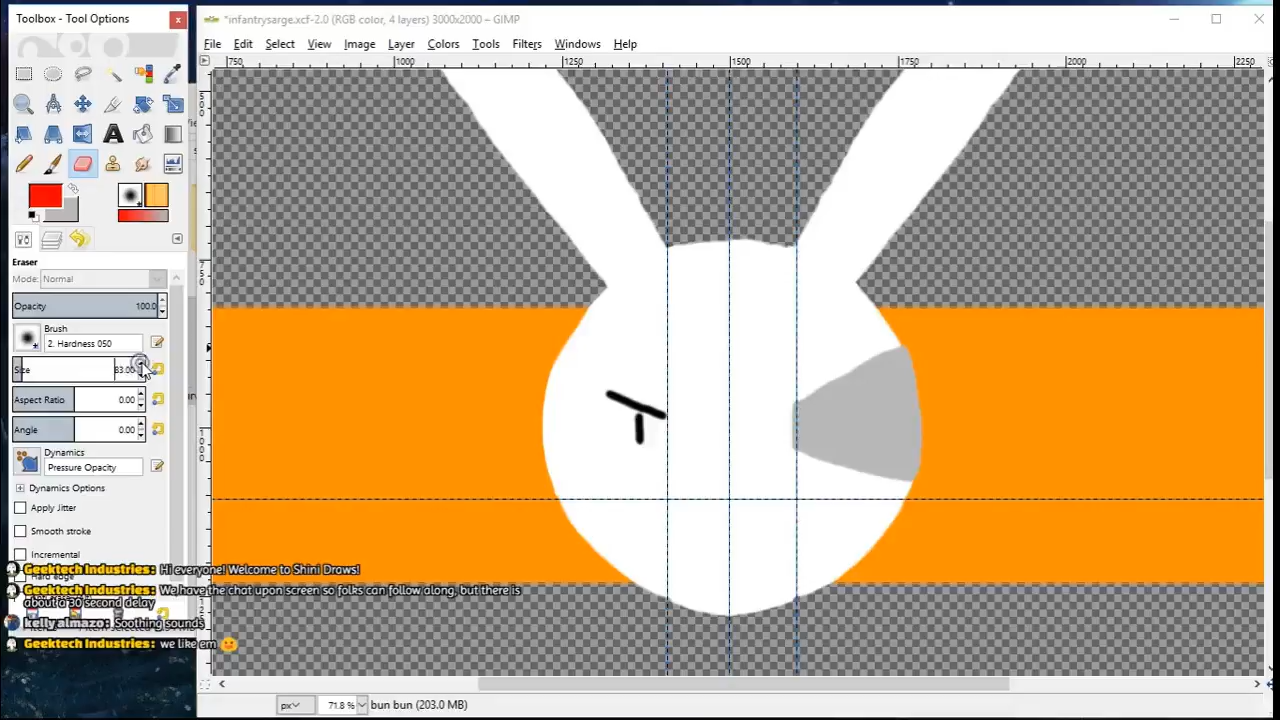 Toolbox - Tool Options
*infantrysarge.xcf-2.0 (RGB color, 4 layers) 3000x2000 – GIMP
File Edit Select View Image Layer Colors Tools Filters Windows Help
750 1000 1250 1500 1750 2000 2250
Eraser
Mode: Normal
Opacity 100.0
Brush
2. Hardness 050
Size 83.00
Aspect Ratio 0.00
Angle 0.00
Dynamics
Pressure Opacity
Dynamics Options
Apply Jitter
Smooth stroke
Incremental
Hard edge
Geektech Industries: Hi everyone! Welcome to Shini Draws!
Geektech Industries: We have the chat upon screen so folks can follow along, but there is
about a 30 second delay
kelly almazo: Soothing sounds
Geektech Industries: we like em
px 71.8 % bun bun (203.0 MB)